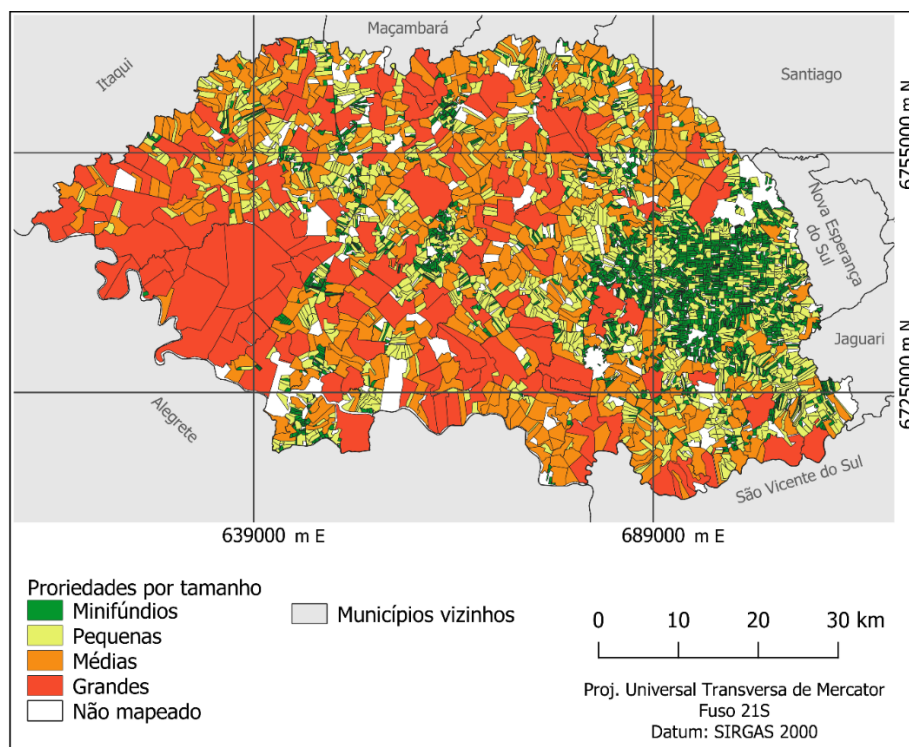 Maçambará
Itaqui
Santiago
6755000 m N
Nova Esperança
do Sul
Jaguari
6725000 m N
Alegrete
São Vicente do Sul
639000 m E
689000 m E
Proriedades por tamanho
Minifúndios
Pequenas
Médias
Grandes
Não mapeado
Municípios vizinhos
0 10 20 30 km
Proj. Universal Transversa de Mercator
Fuso 21S
Datum: SIRGAS 2000